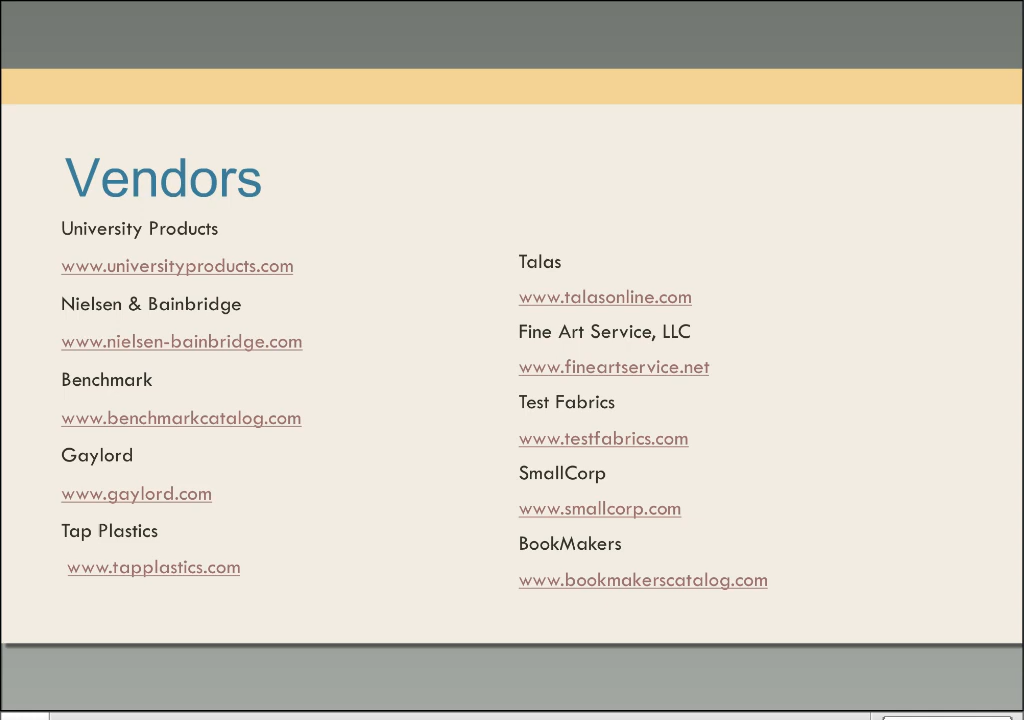 Vendors
University Products
www.universityproducts.com
Nielsen & Bainbridge
www.nielsen-bainbridge.com
Benchmark
www.benchmarkcatalog.com
Gaylord
www.gaylord.com
Tap Plastics
www.tapplastics.com
Talas
www.talasonline.com
Fine Art Service, LLC
www.fineartservice.net
Test Fabrics
www.testfabrics.com
SmallCorp
www.smallcorp.com
BookMakers
www.bookmakerscatalog.com